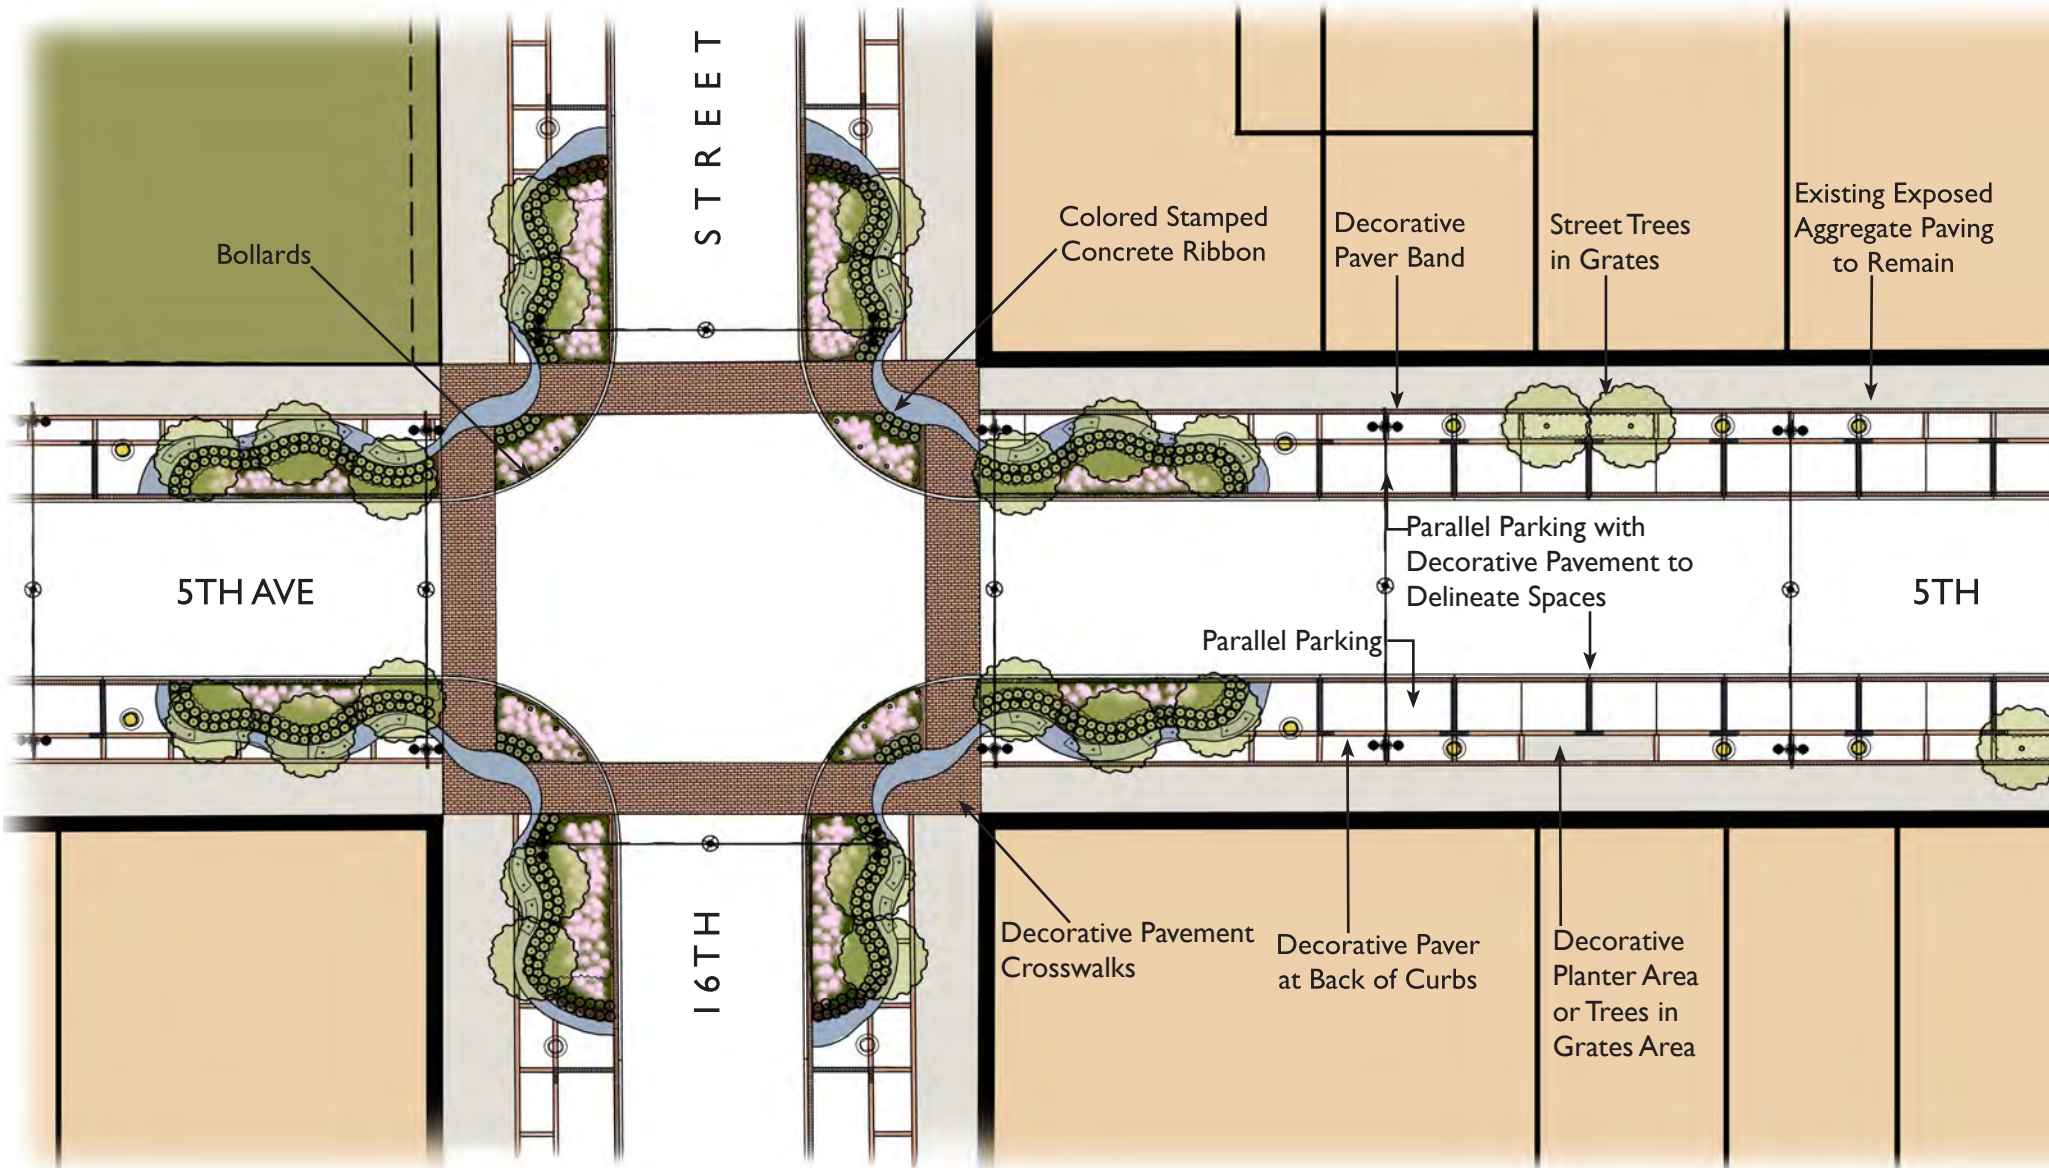 STREET
Bollards
Colored Stamped
Concrete Ribbon
Decorative
Paver Band
Street Trees
in Grates
Existing Exposed
Aggregate Paving
to Remain
5TH AVE
Parallel Parking with
Decorative Pavement to
Delineate Spaces
5TH
Parallel Parking
16TH
Decorative Pavement
Crosswalks
Decorative Paver
at Back of Curbs
Decorative
Planter Area
or Trees in
Grates Area